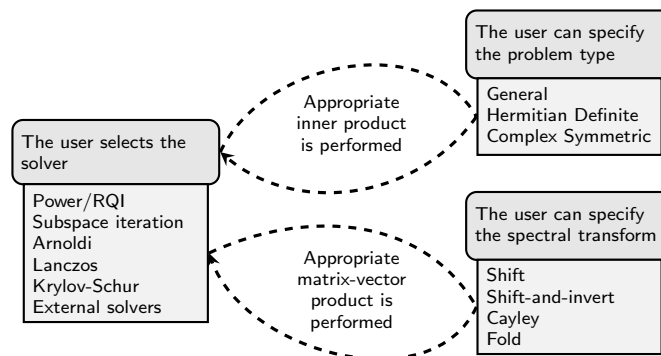 The user can specify
the problem type
General
Hermitian Definite
Complex Symmetric
Appropriate
inner product
is performed
The user selects the
solver
Power/RQI
Subspace iteration
Arnoldi
Lanczos
Krylov-Schur
External solvers
The user can specify
the spectral transform
Shift
Shift-and-invert
Cayley
Fold
Appropriate
matrix-vector
product is
performed